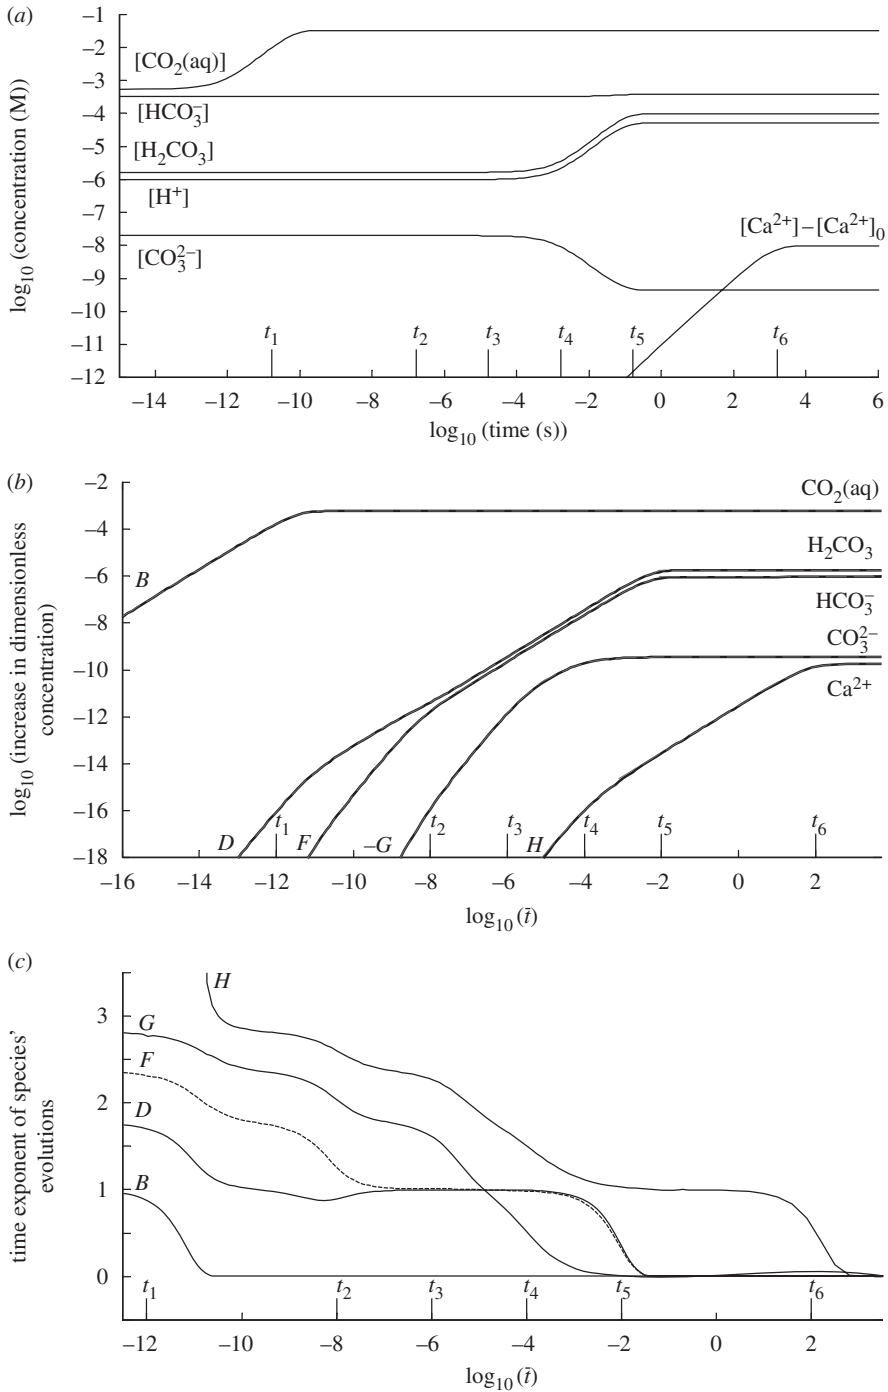 (a)
log₁₀ (concentration (M))
−1
−2
−3
−4
−5
−6
−7
−8
−9
−10
−11
−12
[CO₂(aq)]
[HCO₃⁻]
[H₂CO₃]
[H⁺]
[CO₃²⁻]
[Ca²⁺]−[Ca²⁺]₀
t₁ t₂ t₃ t₄ t₅ t₆
−14 −12 −10 −8 −6 −4 −2 0 2 4 6
log₁₀ (time (s))
(b)
log₁₀ (increase in dimensionless
concentration)
−2
−4
−6
−8
−10
−12
−14
−16
−18
CO₂(aq)
H₂CO₃
HCO₃⁻
CO₃²⁻
Ca²⁺
B
D t₁ F −G t₂ t₃ H t₄ t₅ t₆
−16 −14 −12 −10 −8 −6 −4 −2 0 2
log₁₀ (t̄)
(c)
time exponent of species'
evolutions
3
2
1
0
H
G
F
D
B
t₁ t₂ t₃ t₄ t₅ t₆
−12 −10 −8 −6 −4 −2 0 2
log₁₀ (t̄)